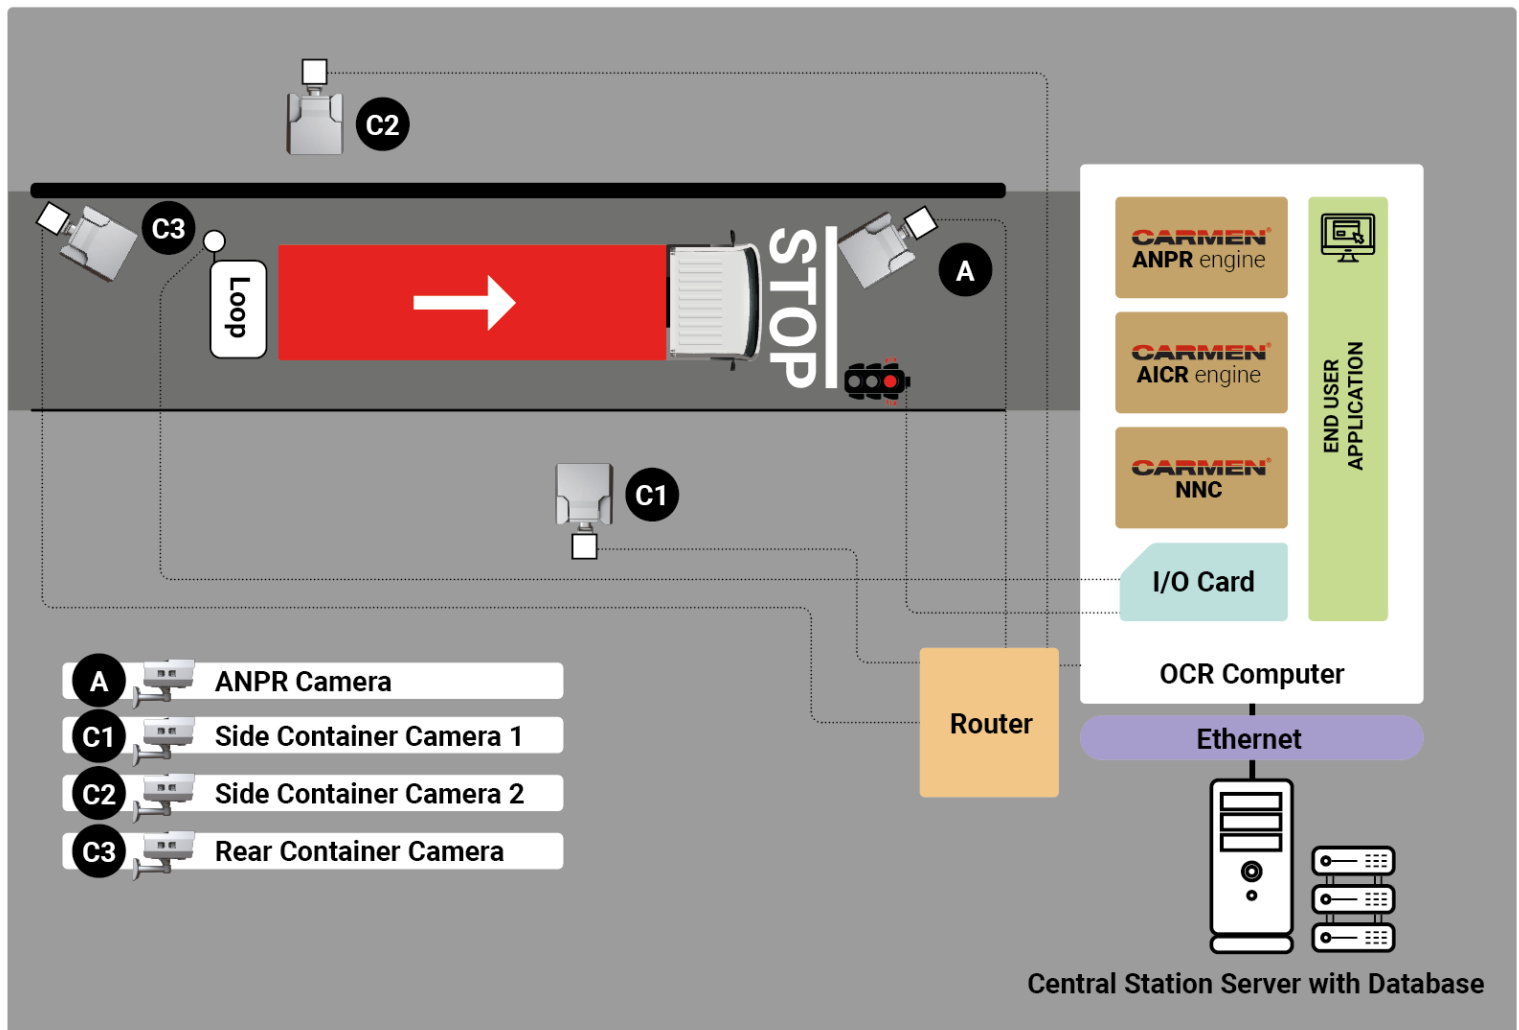 C2
C3
Loop
STOP
A
C1
CARMEN®
ANPR engine
CARMEN®
AICR engine
CARMEN®
NNC
I/O Card
END USER
APPLICATION
OCR Computer
Router
Ethernet
Central Station Server with Database
A ANPR Camera
C1 Side Container Camera 1
C2 Side Container Camera 2
C3 Rear Container Camera